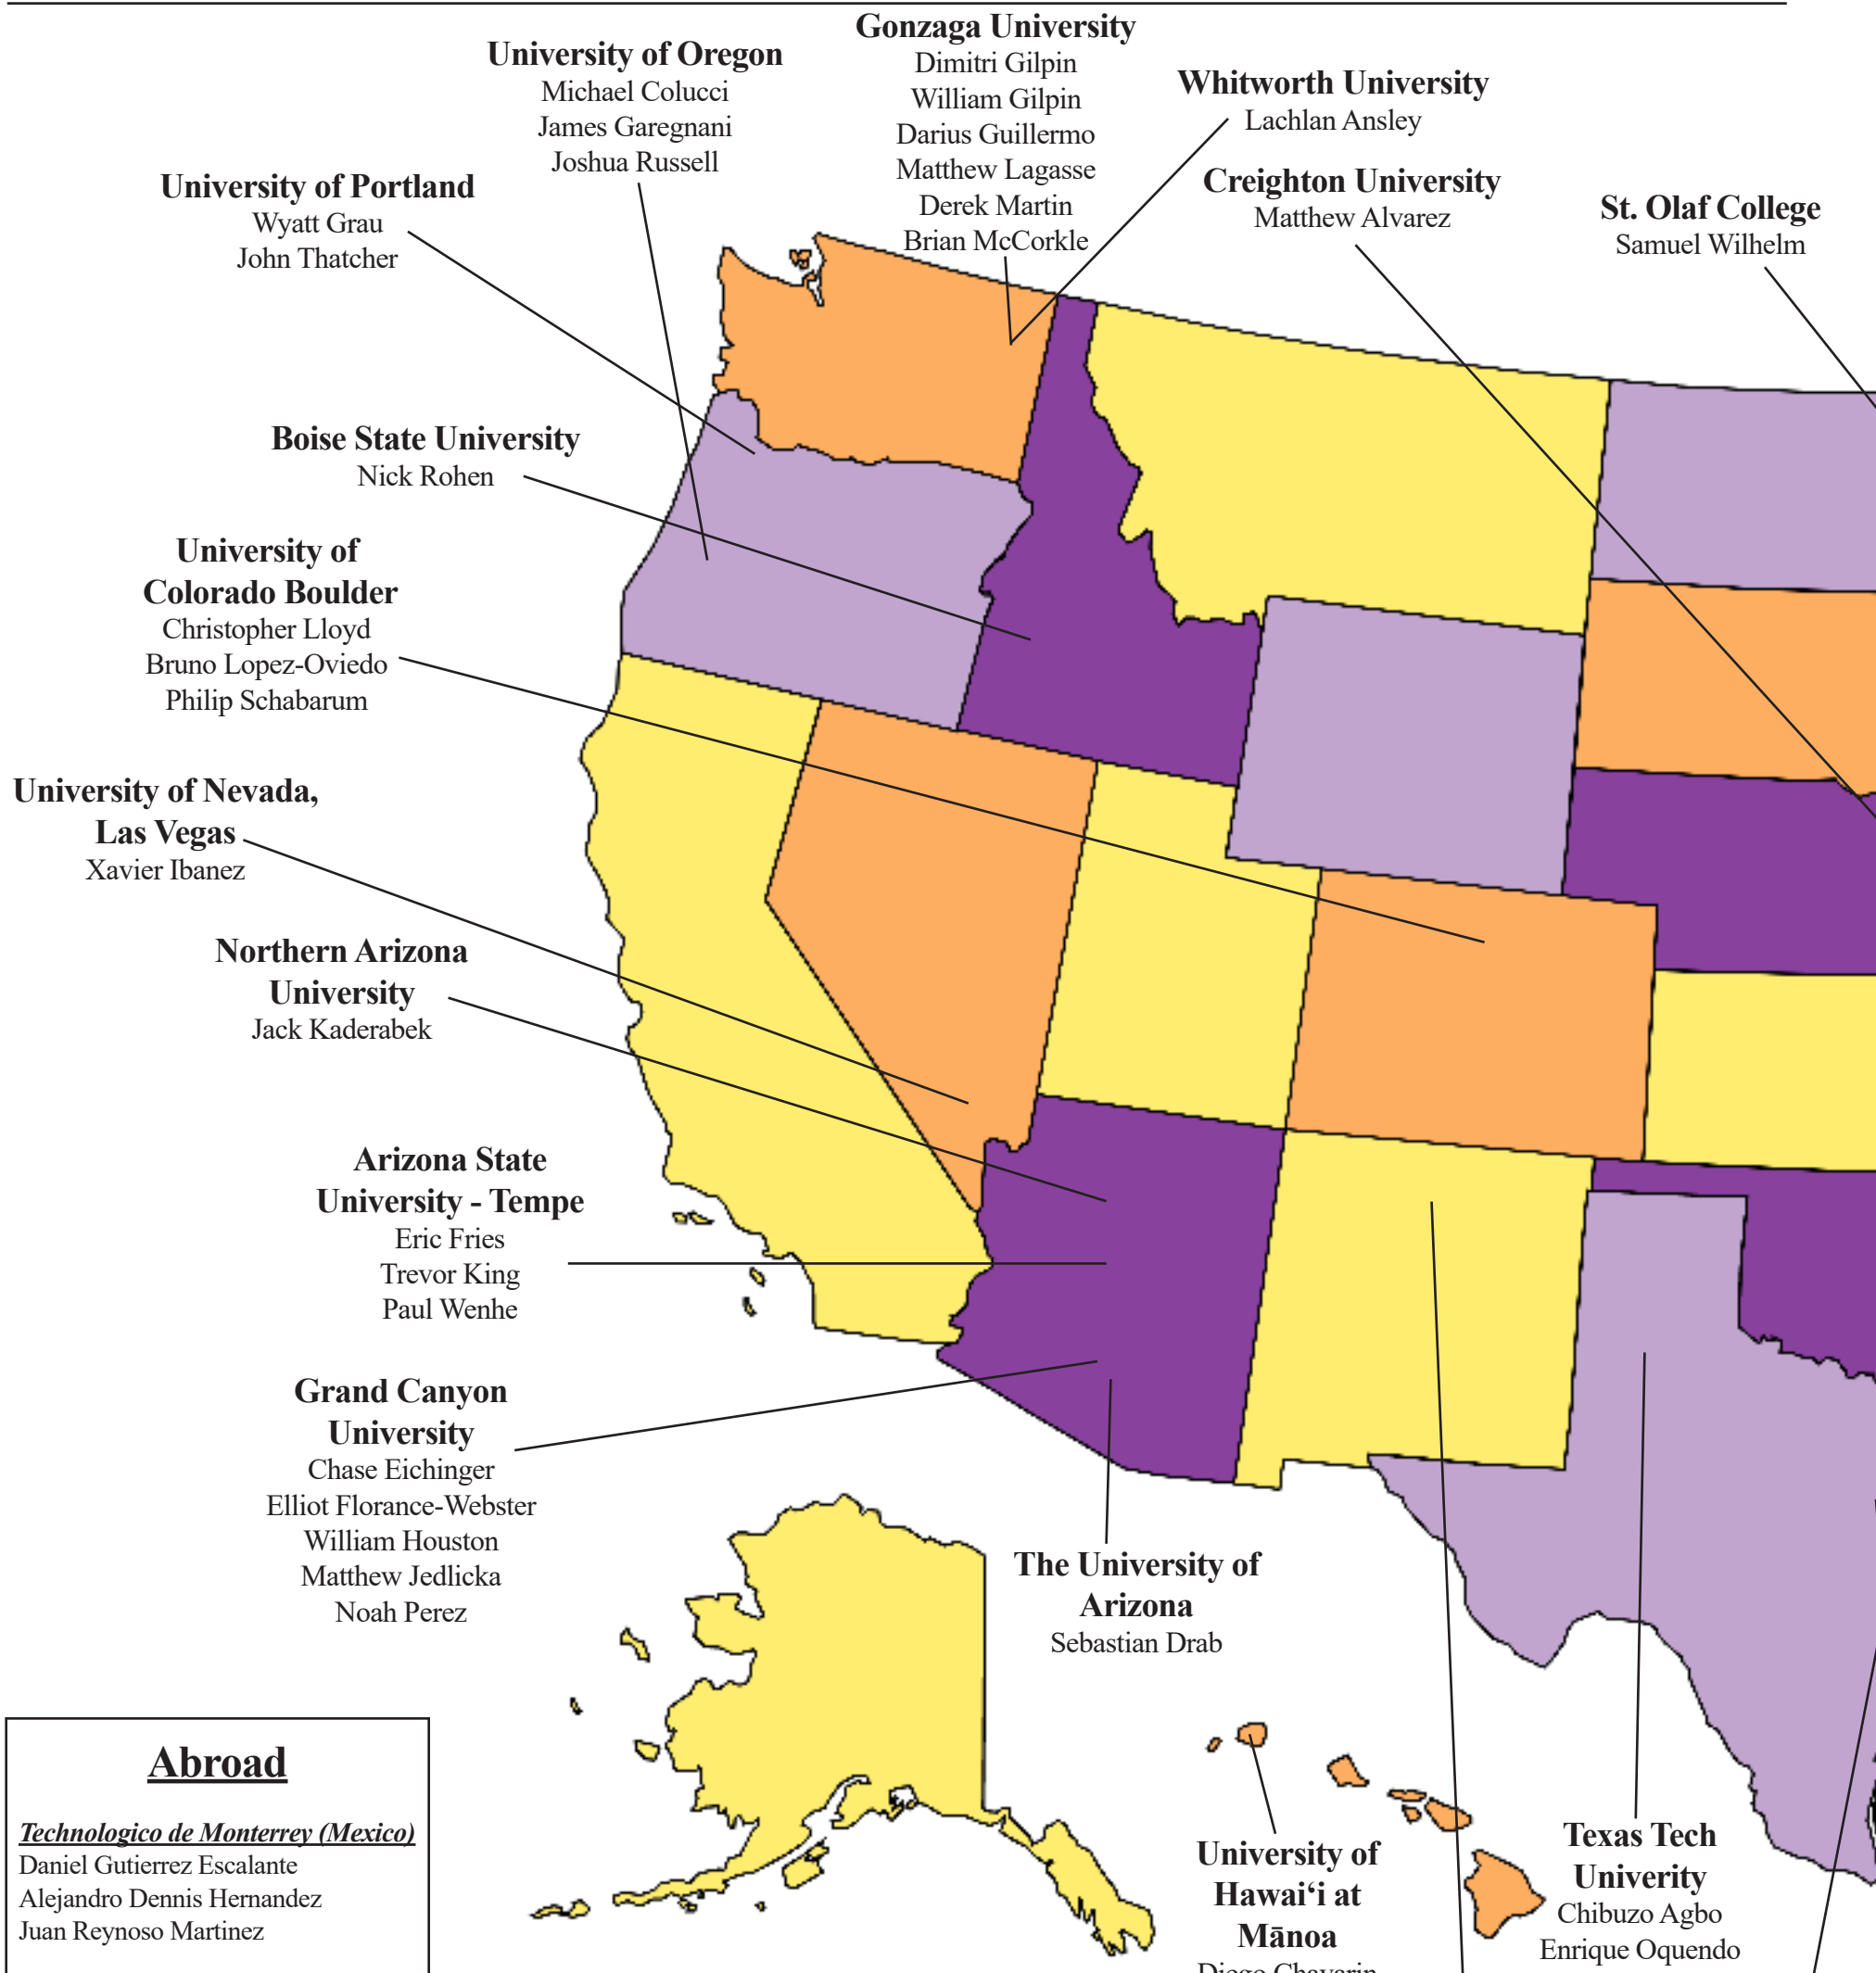 Gonzaga University
Dimitri Gilpin
William Gilpin
Darius Guillermo
Matthew Lagasse
Derek Martin
Brian McCorkle
University of Oregon
Michael Colucci
James Garegnani
Joshua Russell
Whitworth University
Lachlan Ansley
Creighton University
Matthew Alvarez
St. Olaf College
Samuel Wilhelm
University of Portland
Wyatt Grau
John Thatcher
Boise State University
Nick Rohen
University of
Colorado Boulder
Christopher Lloyd
Bruno Lopez-Oviedo
Philip Schabarum
University of Nevada,
Las Vegas
Xavier Ibanez
Northern Arizona
University
Jack Kaderabek
Arizona State
University - Tempe
Eric Fries
Trevor King
Paul Wenhe
Grand Canyon
University
Chase Eichinger
Elliot Florance-Webster
William Houston
Matthew Jedlicka
Noah Perez
The University of
Arizona
Sebastian Drab
Abroad
Technologico de Monterrey (Mexico)
Daniel Gutierrez Escalante
Alejandro Dennis Hernandez
Juan Reynoso Martinez
University of
Hawai‘i at
Mānoa
Diego Chavarin
Texas Tech
Univerity
Chibuzo Agbo
Enrique Oquendo